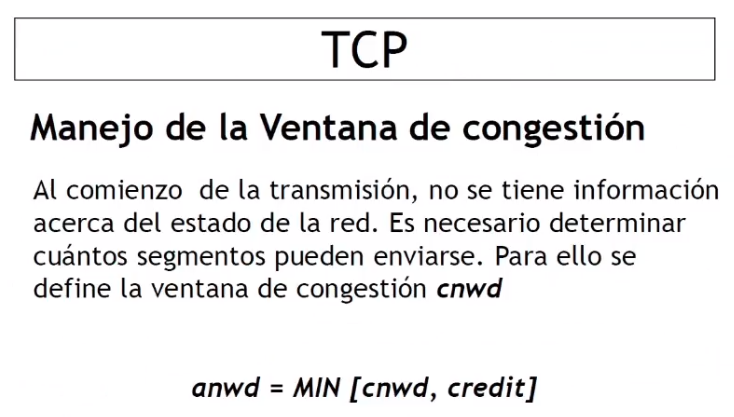 TCP
Manejo de la Ventana de congestión
Al comienzo de la transmisión, no se tiene información
acerca del estado de la red. Es necesario determinar
cuántos segmentos pueden enviarse. Para ello se
define la ventana de congestión cnwd
anwd = MIN [cnwd, credit]